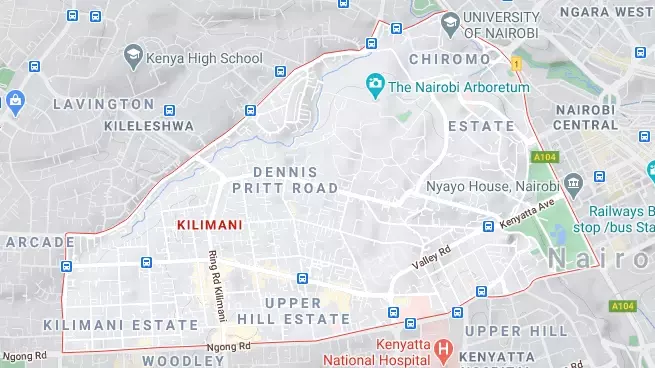 UNIVERSITY
OF NAIROBI
NGARA WEST
Kenya High School
CHIROMO
1
The Nairobi Arboretum
LAVINGTON
KILELESHWA
ESTATE
NAIROBI
CENTRAL
A104
DENNIS
PRITT ROAD
Nyayo House, Nairobi
Kenyatta Ave
Railways B
stop /bus Sta
KILIMANI
ARCADE
Valley Rd
Nairo
Ring Rd Kilimani
UPPER
HILL ESTATE
A104
KILIMANI ESTATE
UPPER HILL
Ngong Rd
Ngong Rd
WOODLEY
Kenyatta
National Hospital
H
KENYATTA